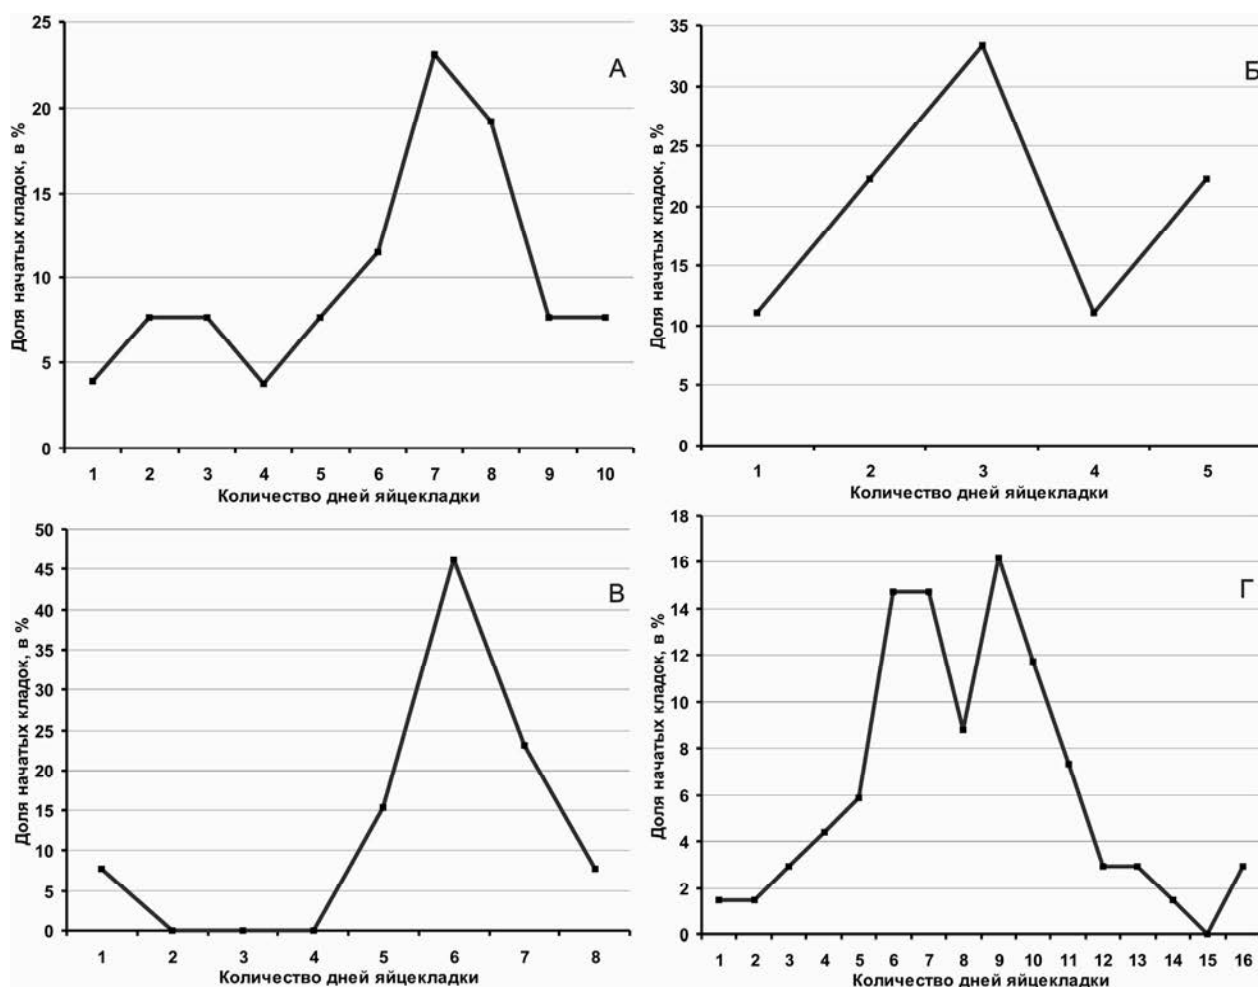 А
Доля начатых кладок, в %
25
20
15
10
5
0
1 2 3 4 5 6 7 8 9 10
Количество дней яйцекладки
Б
Доля начатых кладок, в %
35
30
25
20
15
10
5
0
1 2 3 4 5
Количество дней яйцекладки
В
Доля начатых кладок, в %
50
45
40
35
30
25
20
15
10
5
0
1 2 3 4 5 6 7 8
Количество дней яйцекладки
Г
Доля начатых кладок, в %
18
16
14
12
10
8
6
4
2
0
1 2 3 4 5 6 7 8 9 10 11 12 13 14 15 16
Количество дней яйцекладки